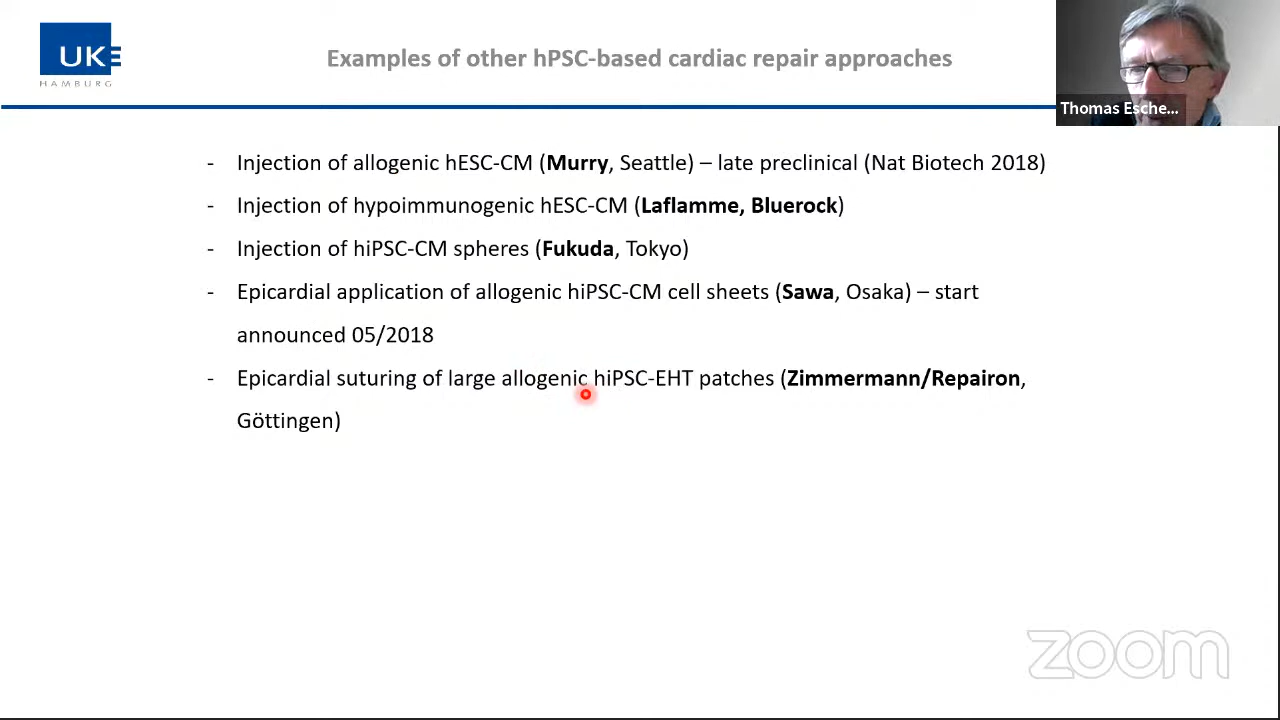 UKE
HAMBURG
Examples of other hPSC-based cardiac repair approaches
Thomas Esche...
- Injection of allogenic hESC-CM (Murry, Seattle) – late preclinical (Nat Biotech 2018)
- Injection of hypoimmunogenic hESC-CM (Laflamme, Bluerock)
- Injection of hiPSC-CM spheres (Fukuda, Tokyo)
- Epicardial application of allogenic hiPSC-CM cell sheets (Sawa, Osaka) – start
announced 05/2018
- Epicardial suturing of large allogenic hiPSC-EHT patches (Zimmermann/Repairon,
Göttingen)
zoom